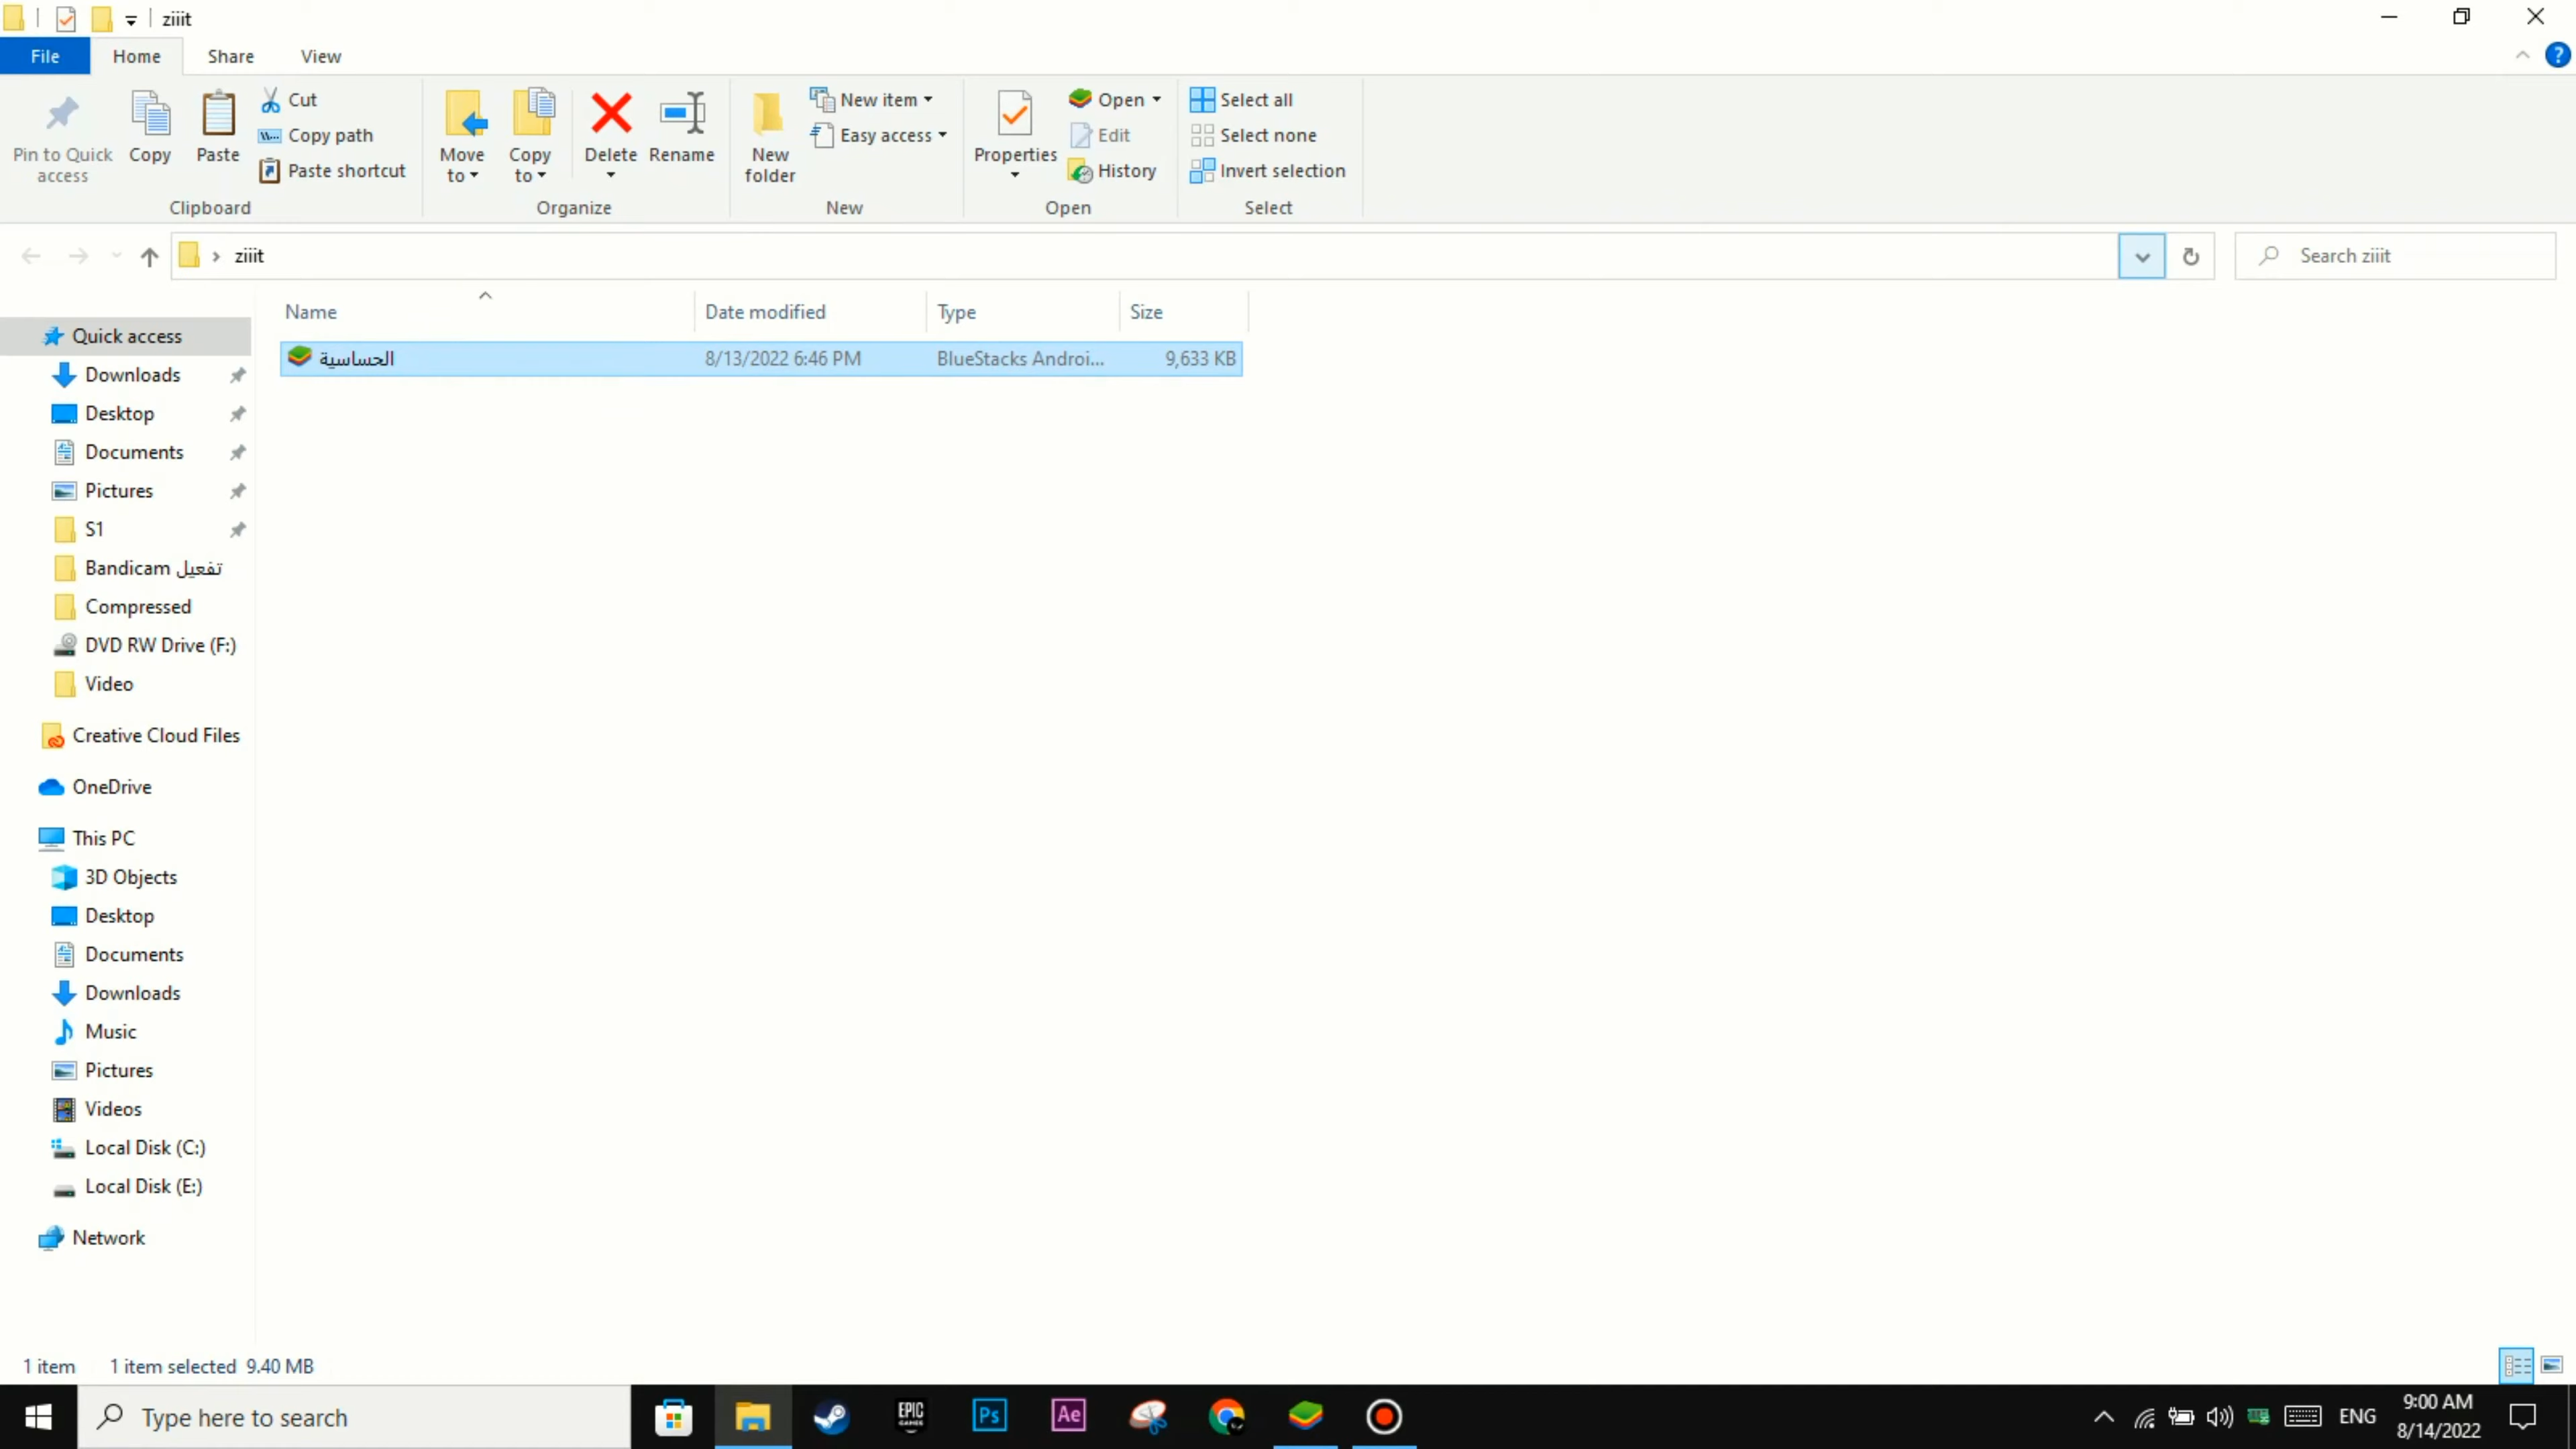 ziiit
File
Home
Share
View
Pin to Quick access
Copy
Paste
Cut
Copy path
Paste shortcut
Clipboard
Move to
Copy to
Delete
Rename
Organize
New folder
New item
Easy access
New
Properties
Open
Edit
History
Open
Select all
Select none
Invert selection
Select
ziiit
Search ziiit
Name
Date modified
Type
Size
الحساسية
8/13/2022 6:46 PM
BlueStacks Androi...
9,633 KB
Quick access
Downloads
Desktop
Documents
Pictures
S1
Bandicam تفعيل
Compressed
DVD RW Drive (F:)
Video
Creative Cloud Files
OneDrive
This PC
3D Objects
Desktop
Documents
Downloads
Music
Pictures
Videos
Local Disk (C:)
Local Disk (E:)
Network
1 item
1 item selected 9.40 MB
Type here to search
EPIC GAMES
Ps
Ae
ENG
9:00 AM
8/14/2022